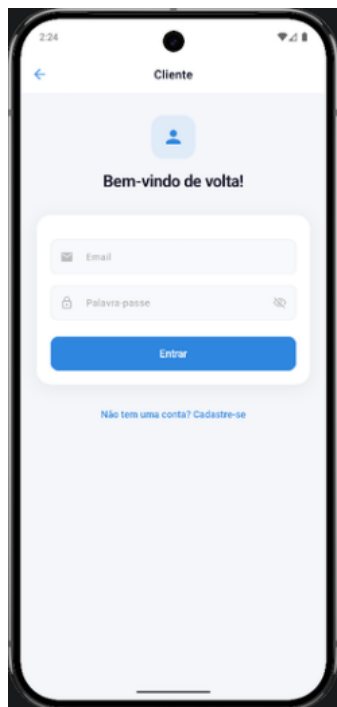 2:24
Cliente
Bem-vindo de volta!
Email
Palavra-passe
Entrar
Não tem uma conta? Cadastre-se